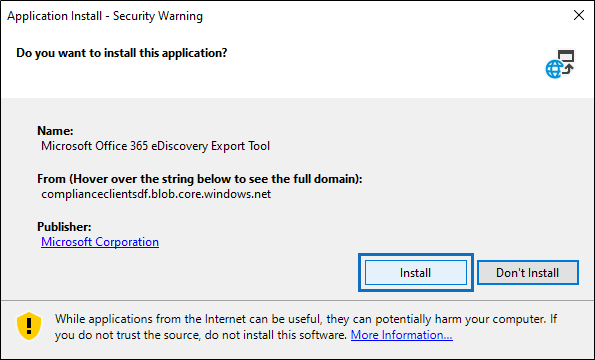 Application Install - Security Warning
Do you want to install this application?
Name:
Microsoft Office 365 eDiscovery Export Tool
From (Hover over the string below to see the full domain):
complianceclientsdf.blob.core.windows.net
Publisher:
Microsoft Corporation
Install
Don't Install
While applications from the Internet can be useful, they can potentially harm your computer. If
you do not trust the source, do not install this software. More Information...